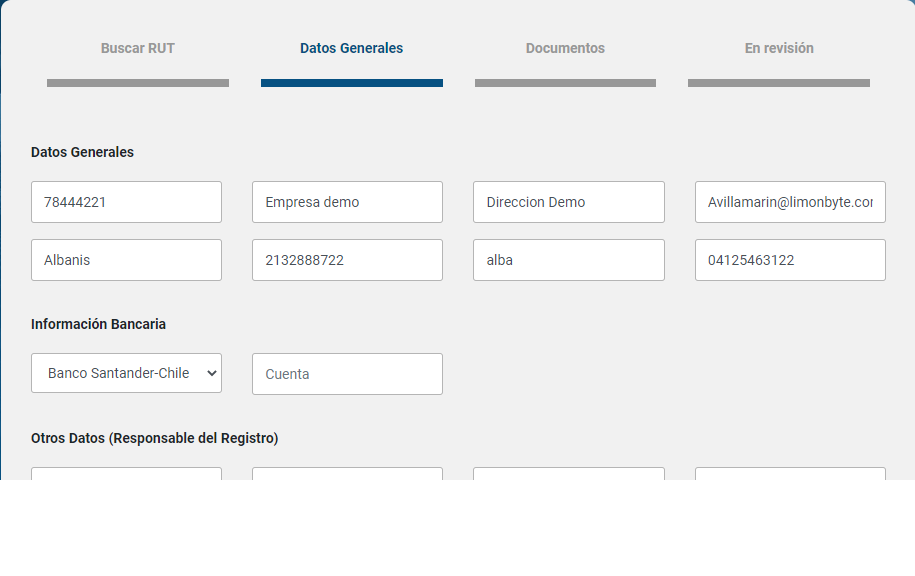 Buscar RUT Datos Generales Documentos En revisión
Datos Generales
78444221 Empresa demo Direccion Demo Avillamarin@limonbyte.con
Albanis 2132888722 alba 04125463122
Información Bancaria
Banco Santander-Chile Cuenta
Otros Datos (Responsable del Registro)